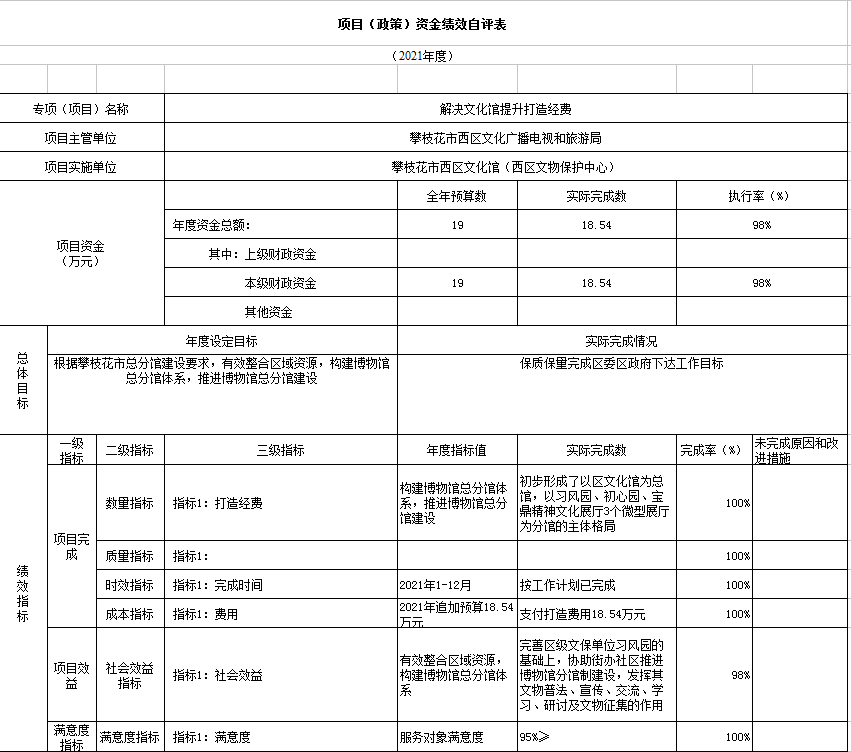 项目（政策）资金绩效自评表
（2021年度）
专项（项目）名称
解决文化馆提升打造经费
项目主管单位
攀枝花市西区文化广播电视和旅游局
项目实施单位
攀枝花市西区文化馆（西区文物保护中心）
项目资金
（万元）
全年预算数
实际完成数
执行率（%）
年度资金总额：
19
18.54
98%
其中：上级财政资金
本级财政资金
19
18.54
98%
其他资金
总体目标
年度设定目标
实际完成情况
根据攀枝花市总分馆建设要求，有效整合区域资源，构建博物馆
总分馆体系，推进博物馆总分馆建设
保质保量完成区委区政府下达工作目标
绩效指标
一级
指标
二级指标
三级指标
年度指标值
实际完成数
完成率（%）
未完成原因和改
进措施
项目完
成
数量指标
指标1：打造经费
构建博物馆总分馆体
系，推进博物馆总分
馆建设
初步形成了以区文化馆为总
馆，以习风园、初心园、宝
鼎精神文化展厅3个微型展厅
为分馆的主体格局
100%
质量指标
指标1：
100%
时效指标
指标1：完成时间
2021年1-12月
按工作计划已完成
100%
成本指标
指标1：费用
2021年追加预算18.54
万元
支付打造费用18.54万元
100%
项目效
益
社会效益
指标
指标1：社会效益
有效整合区域资源，
构建博物馆总分馆体
系
完善区级文保单位习风园的
基础上，协助街办社区推进
博物馆分馆制建设，发挥其
文物普法、宣传、交流、学
习、研讨及文物征集的作用
98%
满意度
指标
满意度指标
指标1：满意度
服务对象满意度
95%≥
100%